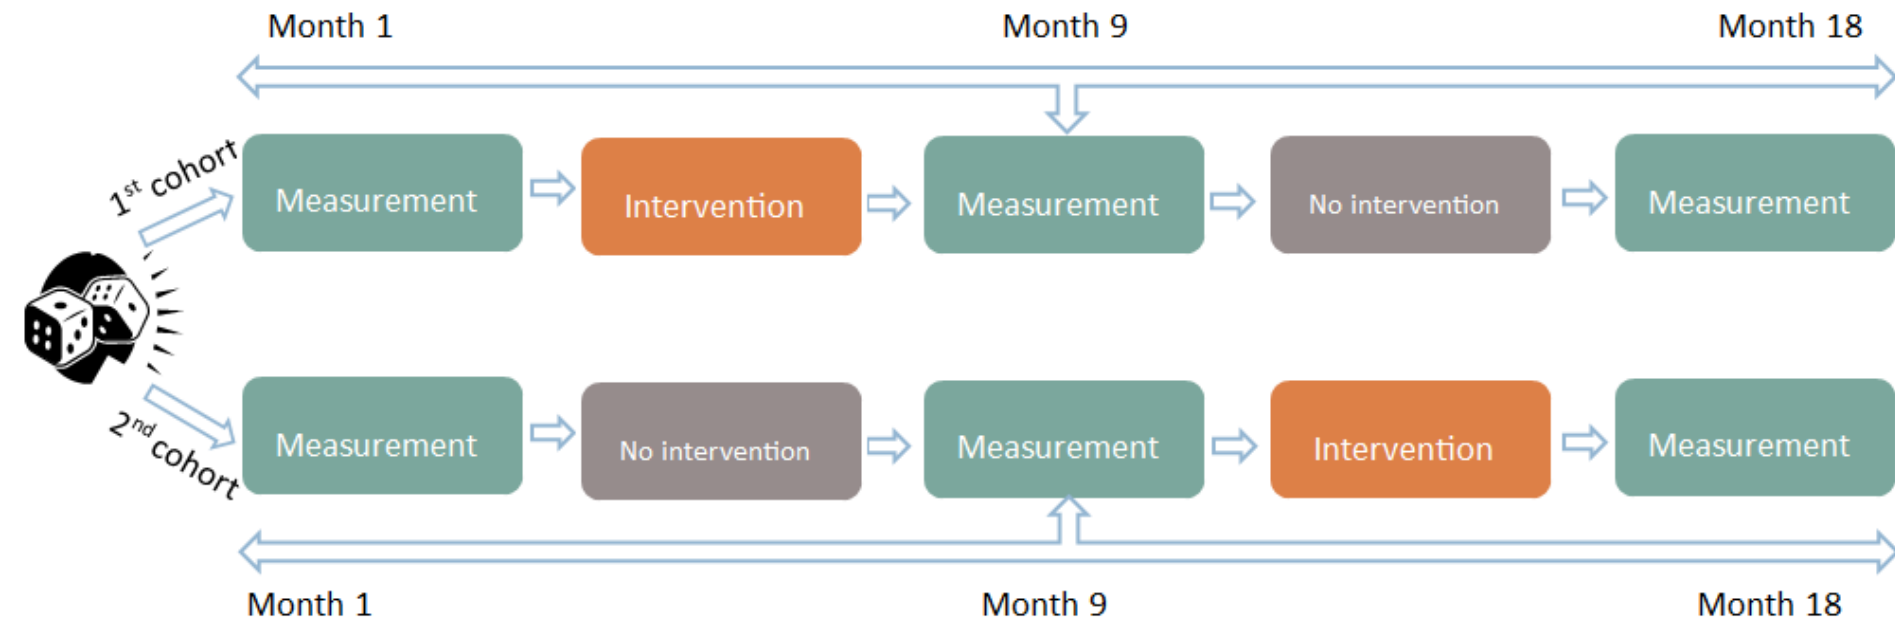 Month 1 Month 9 Month 18
1st cohort
Measurement Intervention Measurement No intervention Measurement
2nd cohort
Measurement No intervention Measurement Intervention Measurement
Month 1 Month 9 Month 18